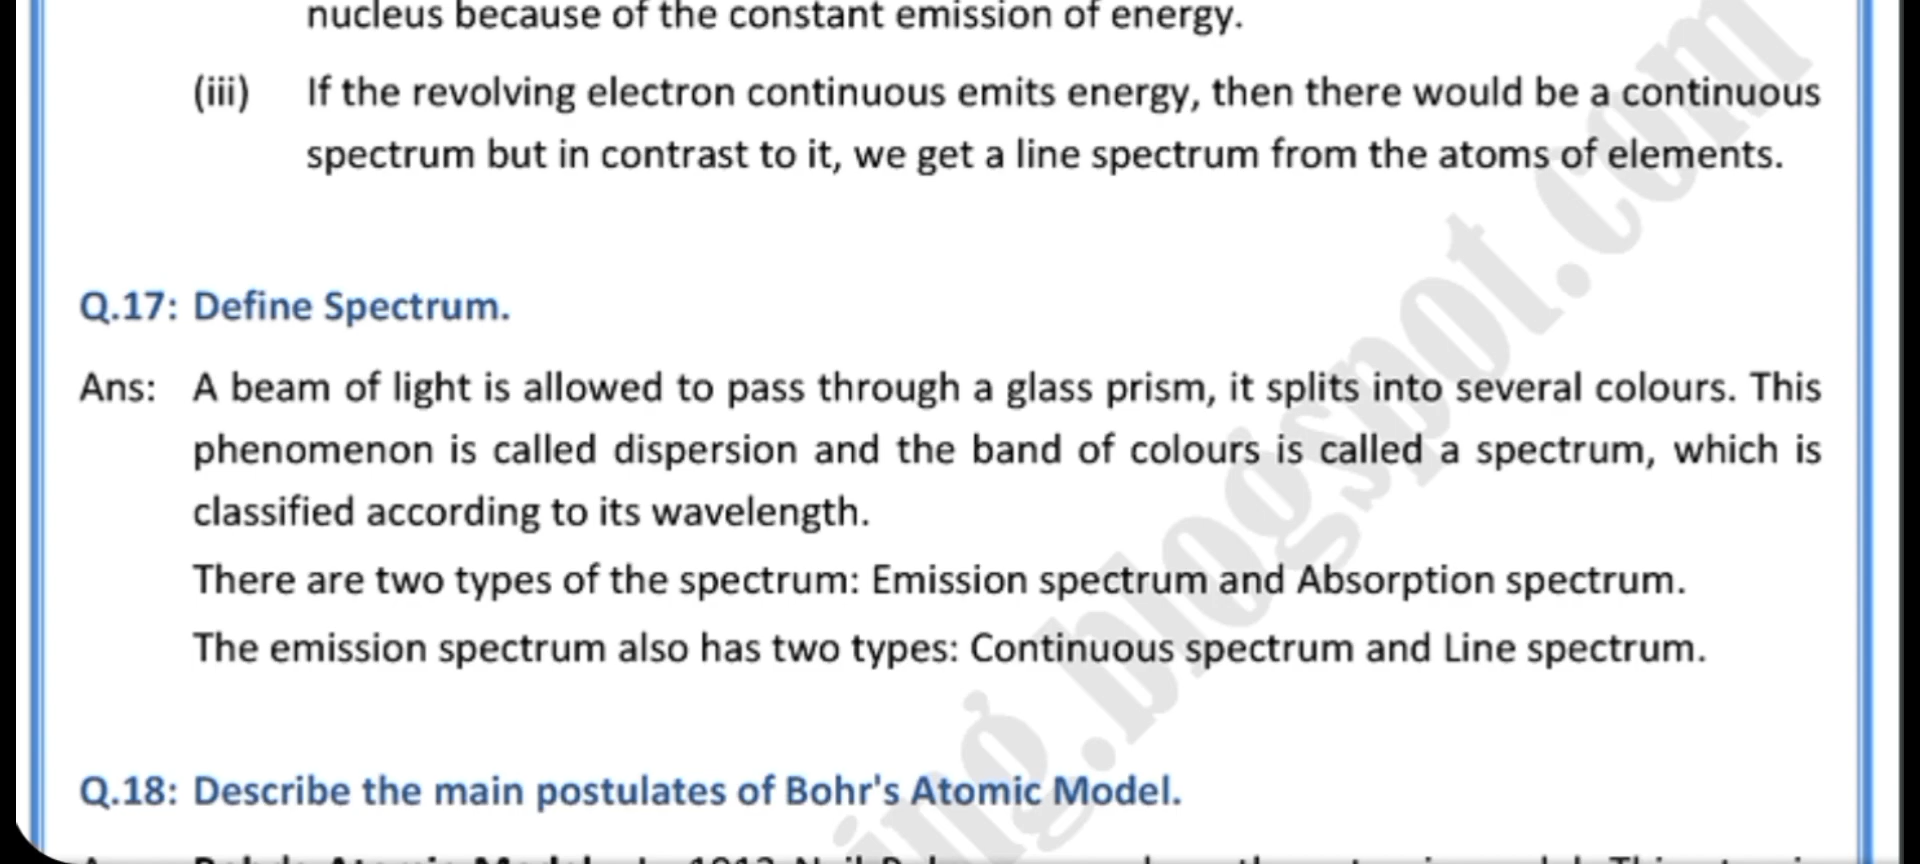 nucleus because of the constant emission of energy.
(iii) If the revolving electron continuous emits energy, then there would be a continuous
spectrum but in contrast to it, we get a line spectrum from the atoms of elements.
Q.17: Define Spectrum.
Ans: A beam of light is allowed to pass through a glass prism, it splits into several colours. This
phenomenon is called dispersion and the band of colours is called a spectrum, which is
classified according to its wavelength.
There are two types of the spectrum: Emission spectrum and Absorption spectrum.
The emission spectrum also has two types: Continuous spectrum and Line spectrum.
Q.18: Describe the main postulates of Bohr's Atomic Model.
ing.blogspot.com